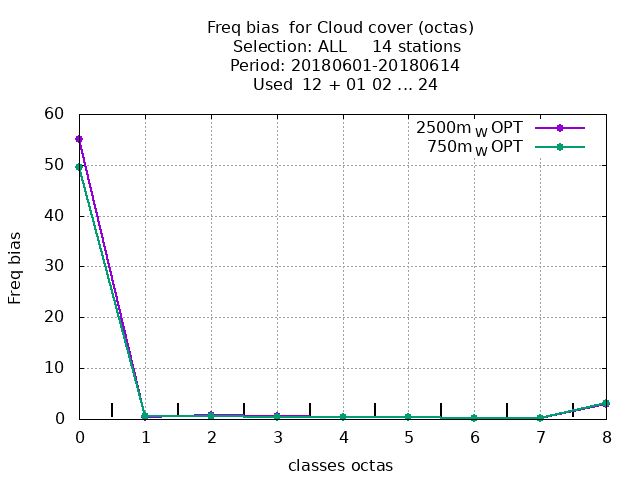 Freq bias  for Cloud cover (octas)
Selection: ALL     14 stations
Period: 20180601-20180614
Used  12 + 01 02 ... 24
2500m_W OPT
750m_W OPT
60
50
40
30
20
10
0
Freq bias
0 1 2 3 4 5 6 7 8
classes octas